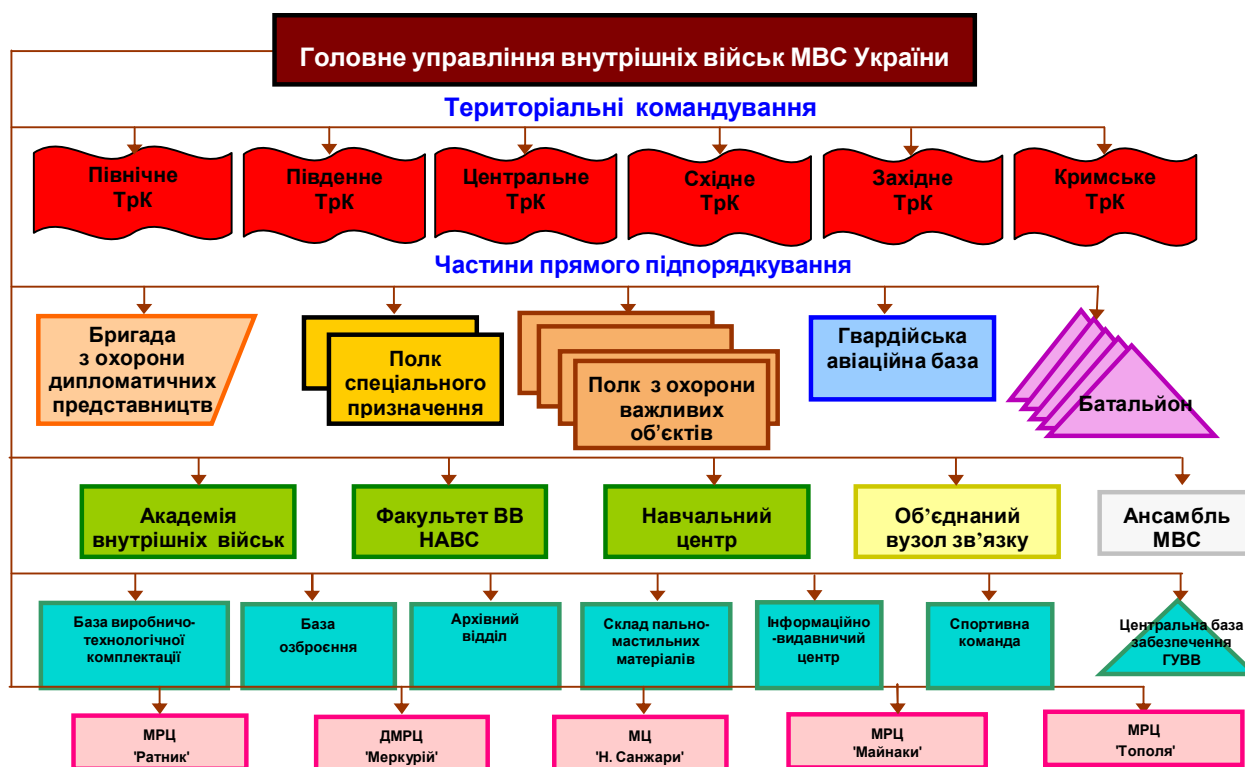 Головне управління внутрішніх військ МВС України
Територіальні командування
Північне
ТрК
Південне
ТрК
Центральне
ТрК
Східне
ТрК
Західне
ТрК
Кримське
ТрК
Частини прямого підпорядкування
Бригада
з охорони
дипломатичних
представництв
Полк
спеціального
призначення
Полк з охорони
важливих
об’єктів
Гвардійська
авіаційна база
Батальйон
Академія
внутрішніх військ
Факультет ВВ
НАВС
Навчальний
центр
Об’єднаний
вузол зв’язку
Ансамбль
МВС
База виробничо-
технологічної
комплектації
База
озброєння
Архівний
відділ
Склад пально-
мастильних
матеріалів
Інформаційно
-видавничий
центр
Спортивна
команда
Центральна база
забезпечення
ГУВВ
МРЦ
'Ратник'
ДМРЦ
'Меркурій'
МЦ
'Н. Санжари'
МРЦ
'Майнаки'
МРЦ
'Тополя'